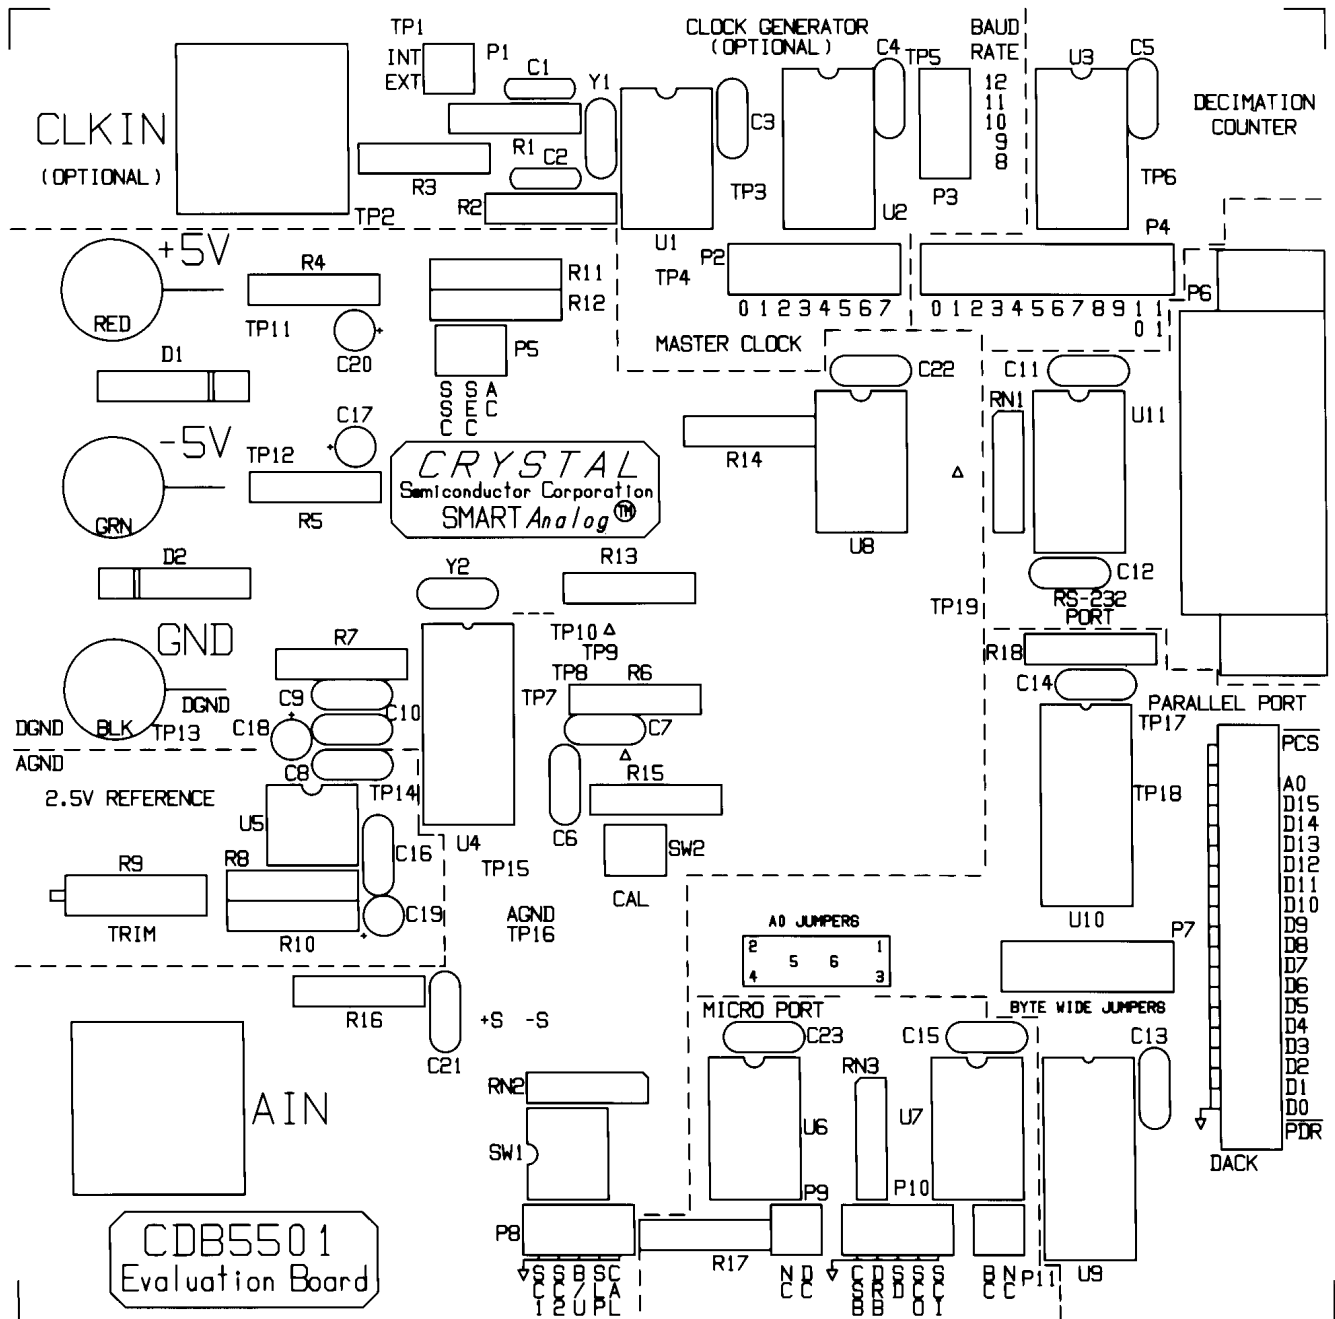 TP1
CLOCK GENERATOR
(OPTIONAL)
BAUD
RATE
INT
EXT
P1
C1
Y1
C4
TP5
U3
C5
12
11
10
9
8
DECIMATION
COUNTER
CLKIN
(OPTIONAL)
C3
R1
C2
R3
R2
TP2
TP3
U2
P3
TP6
U1
P2
TP4
P4
P6
+5V
RED
R4
TP11
C20
R11
R12
P5
0 1 2 3 4 5 6 7
0 1 2 3 4 5 6 7 8 9 1 1
0 1
MASTER CLOCK
D1
S S A
S E C
C C
C22
C11
RN1
U11
C17
-5V
TP12
GRN
R5
CRYSTAL
Semiconductor Corporation
SMART Analog TM
R14
U8
D2
Y2
R13
C12
TP19
RS-232
PORT
GND
R7
TP10
TP9
TP8
R6
TP7
R18
C14
PARALLEL PORT
DGND
DGND
BLK
TP13
C9
C18
C10
C7
TP17
AGND
C8
2.5V REFERENCE
TP14
R15
U5
U4
C6
SW2
TP18
PCS
A0
D15
D14
D13
D12
D11
D10
D9
D8
D7
D6
D5
D4
D3
D2
D1
D0
PDR
DACK
R9
TRIM
R8
C16
TP15
CAL
C19
R10
AGND
TP16
A0 JUMPERS
2 1
5 6
4 3
U10
P7
BYTE WIDE JUMPERS
R16
+S -S
C21
MICRO PORT
C23
C15
C13
AIN
RN2
RN3
SW1
U6
U7
P8
P9
P10
R17
P11
U9
CDB5501
Evaluation Board
S S B S C
C C / L A
1 2 U P L
N D
C C
C D S S S
S R D C C
B B O I
B N
C C